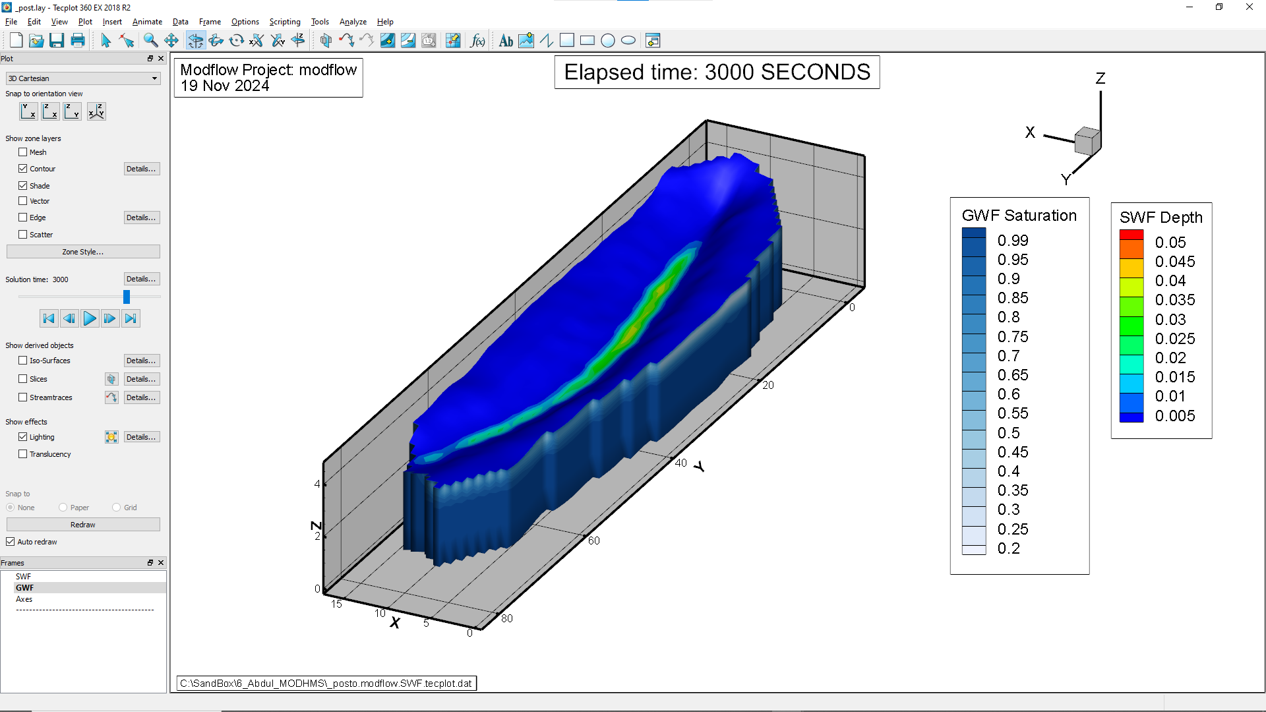 _post.lay - Tecplot 360 EX 2018 R2
File Edit View Plot Insert Animate Data Frame Options Scripting Tools Analyze Help
Plot
3D Cartesian
Snap to orientation view
Show zone layers
Mesh
Contour Details...
Shade
Vector
Edge Details...
Scatter
Zone Style...
Solution time: 3000 Details...
Show derived objects
Iso-Surfaces Details...
Slices Details...
Streamtraces Details...
Show effects
Lighting Details...
Translucency
Snap to
None Paper Grid
Redraw
Auto redraw
Frames
SWF
GWF
Axes
Modflow Project: modflow
19 Nov 2024
Elapsed time: 3000 SECONDS
Z
X
Y
GWF Saturation
0.99
0.95
0.9
0.85
0.8
0.75
0.7
0.65
0.6
0.55
0.5
0.45
0.4
0.35
0.3
0.25
0.2
SWF Depth
0.05
0.045
0.04
0.035
0.03
0.025
0.02
0.015
0.01
0.005
0
20
40
Y
60
80
4
Z
2
0
15
10
X
5
0
C:\SandBox\6_Abdul_MODHMS\_posto.modflow.SWF.tecplot.dat